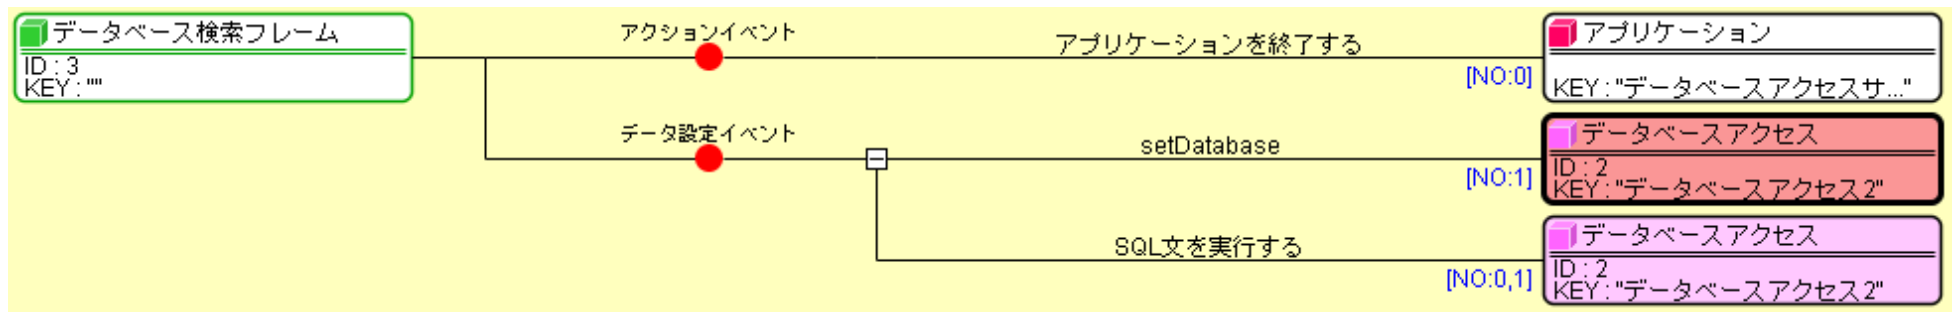 データベース検索フレーム
ID : 3
KEY : ""
アクションイベント
アプリケーションを終了する
[NO:0]
アプリケーション
KEY : "データベースアクセスサ..."
データ設定イベント
setDatabase
[NO:1]
データベースアクセス
ID : 2
KEY : "データベースアクセス2"
SQL文を実行する
[NO:0,1]
データベースアクセス
ID : 2
KEY : "データベースアクセス2"